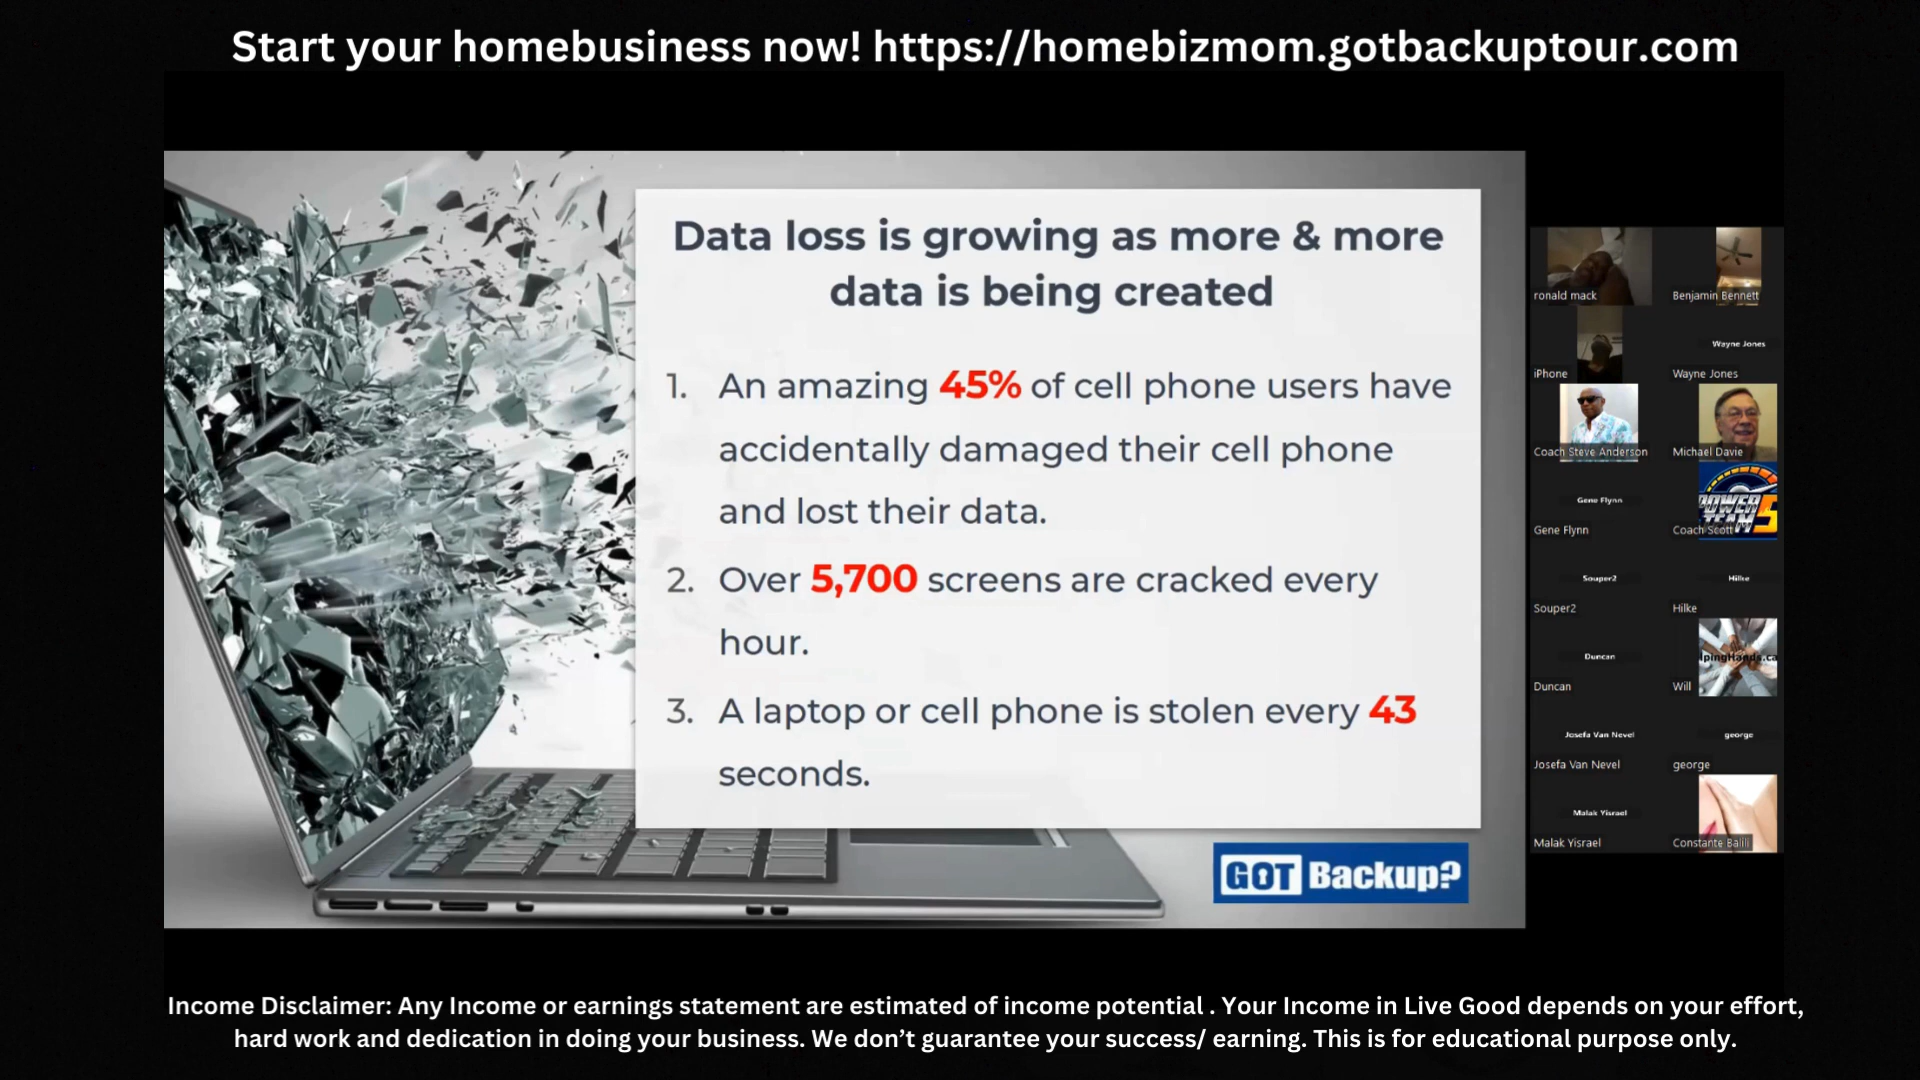 Start your homebusiness now! https://homebizmom.gotbackuptour.com
Data loss is growing as more & more
data is being created
1. An amazing 45% of cell phone users have
accidentally damaged their cell phone
and lost their data.
2. Over 5,700 screens are cracked every
hour.
3. A laptop or cell phone is stolen every 43
seconds.
GOT Backup?
ronald mack
Benjamin Bennett
Wayne Jones
iPhone
Wayne Jones
Coach Steve Anderson
Michael Davie
Gene Flynn
POWER
TEAM 5
Gene Flynn
Coach Scott
Souper2
Hilke
Souper2
Hilke
Duncan
lpingHands.ca
Duncan
Will
Josefa Van Nevel
george
Josefa Van Nevel
george
Malak Yisrael
Malak Yisrael
Constante Balili
Income Disclaimer: Any Income or earnings statement are estimated of income potential . Your Income in Live Good depends on your effort,
hard work and dedication in doing your business. We don’t guarantee your success/ earning. This is for educational purpose only.